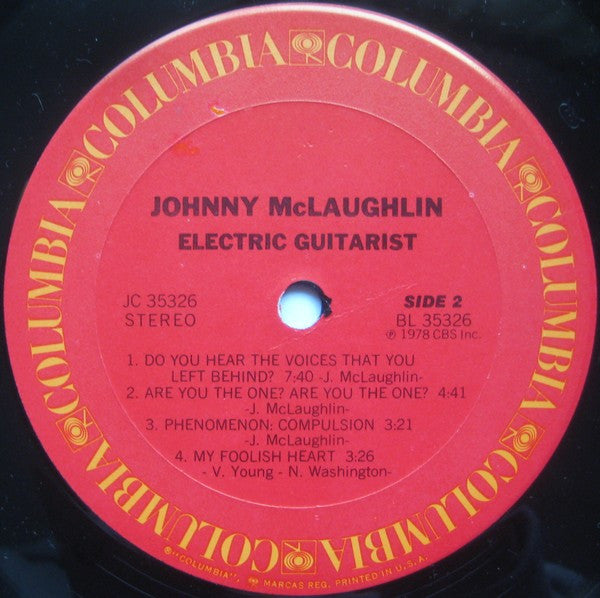 COLUMBIA COLUMBIA COLUMBIA COLUMBIA COLUMBIA COLUMBIA
JOHNNY McLAUGHLIN
ELECTRIC GUITARIST
JC 35326
STEREO
SIDE 2
BL 35326
℗ 1978 CBS Inc.
1. DO YOU HEAR THE VOICES THAT YOU
LEFT BEHIND? 7:40 -J. McLaughlin-
2. ARE YOU THE ONE? ARE YOU THE ONE? 4:41
-J. McLaughlin-
3. PHENOMENON: COMPULSION 3:21
-J. McLaughlin-
4. MY FOOLISH HEART 3:26
- V. Young - N. Washington-
®"COLUMBIA", MARCAS REG. PRINTED IN U.S.A.